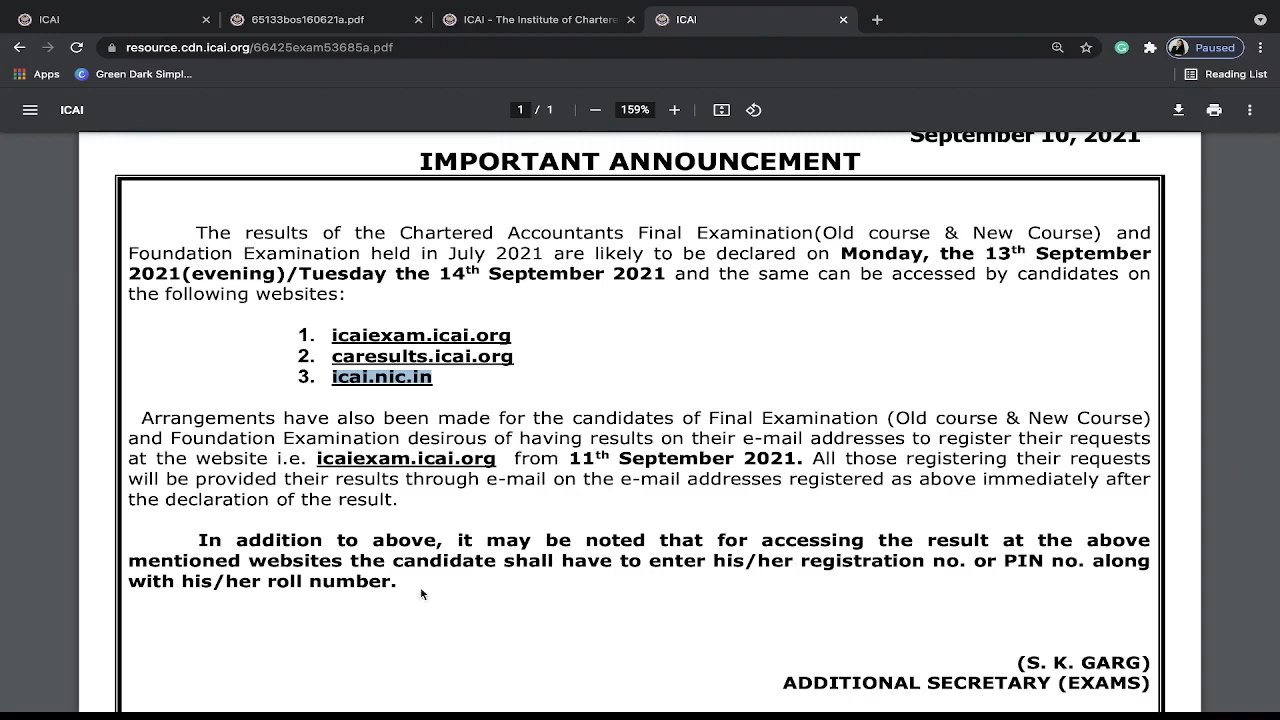 ICAI
65133bos160621a.pdf
ICAI - The Institute of Chartere
ICAI
resource.cdn.icai.org/66425exam53685a.pdf
Paused
Apps
Green Dark Simpl...
Reading List
ICAI
1 / 1
159%
September 10, 2021
IMPORTANT ANNOUNCEMENT
The results of the Chartered Accountants Final Examination(Old course & New Course) and
Foundation Examination held in July 2021 are likely to be declared on Monday, the 13th September
2021(evening)/Tuesday the 14th September 2021 and the same can be accessed by candidates on
the following websites:
1. icaiexam.icai.org
2. caresults.icai.org
3. icai.nic.in
Arrangements have also been made for the candidates of Final Examination (Old course & New Course)
and Foundation Examination desirous of having results on their e-mail addresses to register their requests
at the website i.e. icaiexam.icai.org from 11th September 2021. All those registering their requests
will be provided their results through e-mail on the e-mail addresses registered as above immediately after
the declaration of the result.
In addition to above, it may be noted that for accessing the result at the above
mentioned websites the candidate shall have to enter his/her registration no. or PIN no. along
with his/her roll number.
(S. K. GARG)
ADDITIONAL SECRETARY (EXAMS)